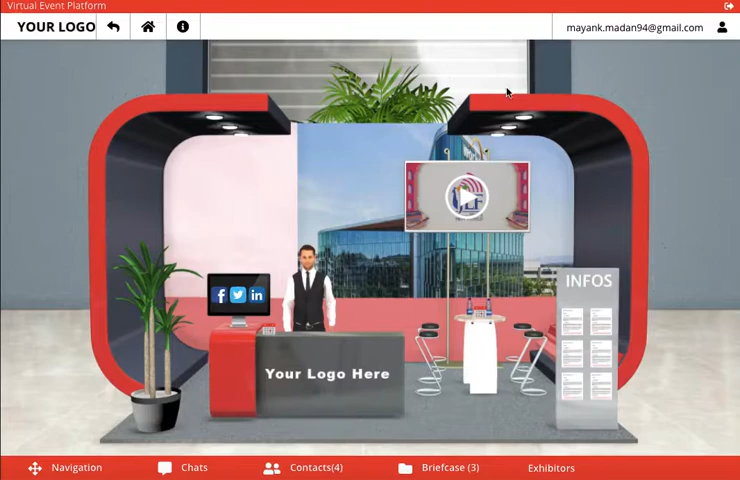 Virtual Event Platform
YOUR LOGO
mayank.madan94@gmail.com
INFOS
Your Logo Here
Navigation
Chats
Contacts(4)
Briefcase (3)
Exhibitors